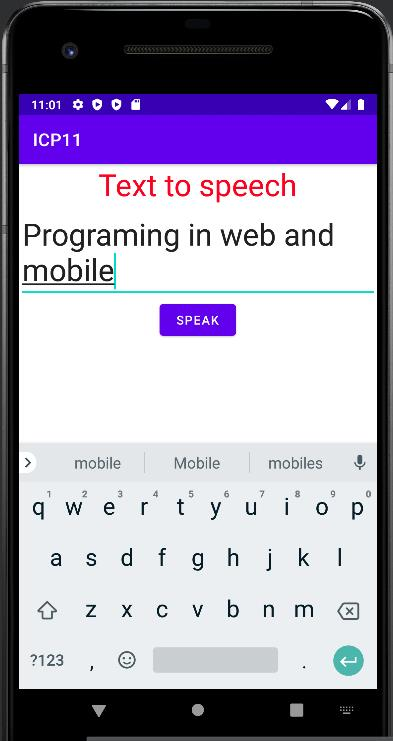 11:01
ICP11
Text to speech
Programing in web and
mobile
SPEAK
mobile Mobile mobiles
1 2 3 4 5 6 7 8 9 0
q w e r t y u i o p
a s d f g h j k l
z x c v b n m
?123 , .